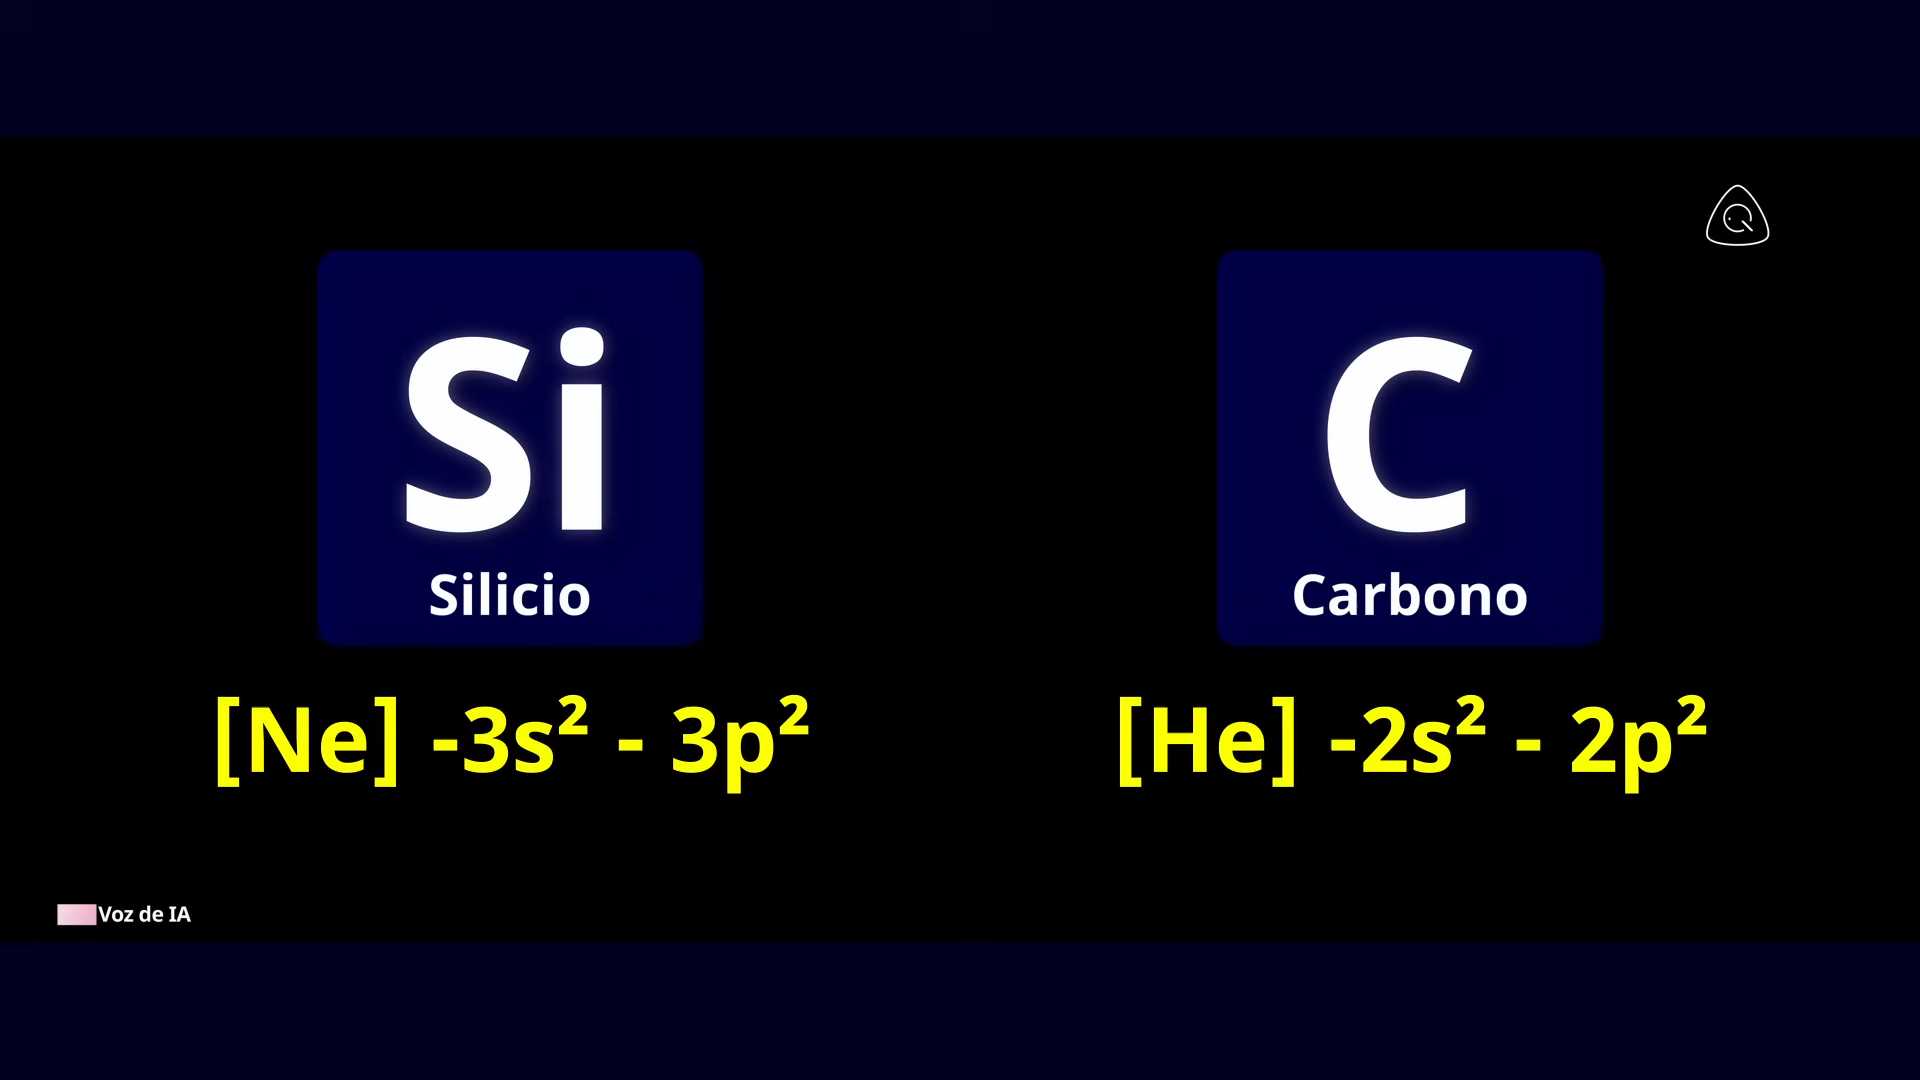 Si
Silicio
[Ne] -3s² - 3p²
C
Carbono
[He] -2s² - 2p²
Voz de IA